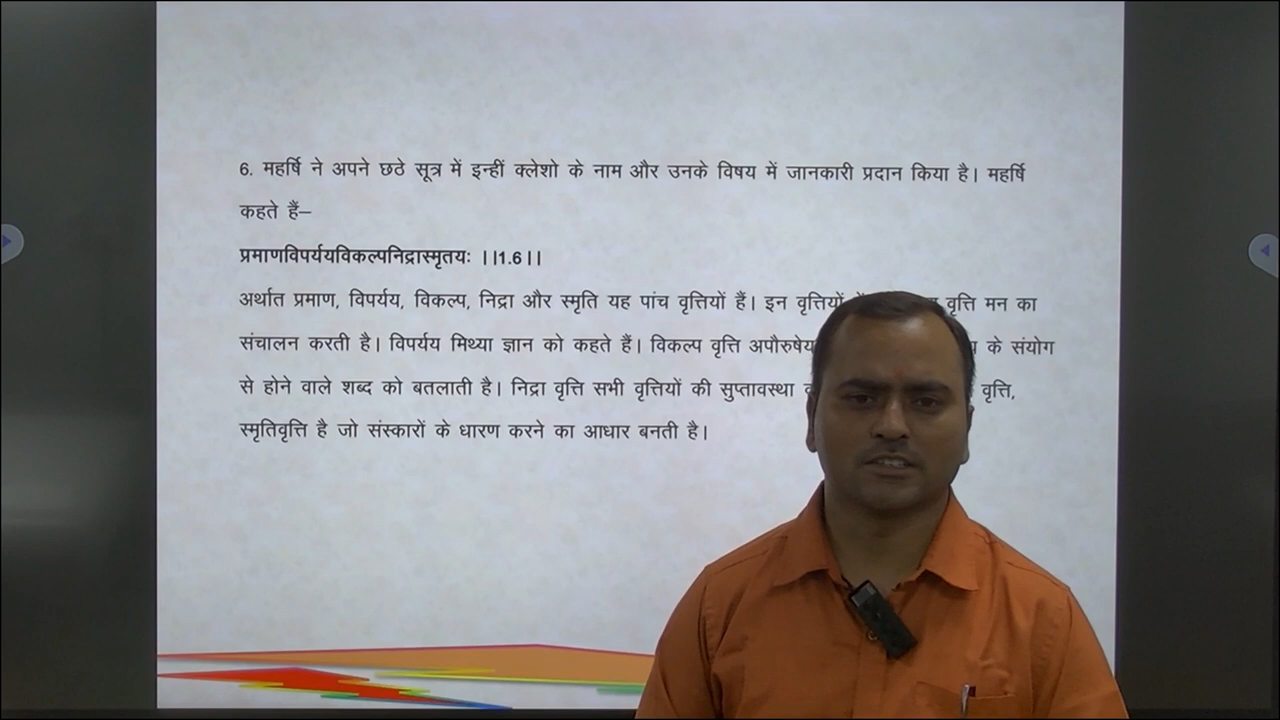 6. महर्षि ने अपने छठे सूत्र में इन्हीं क्लेशो के नाम और उनके विषय में जानकारी प्रदान किया है। महर्षि
कहते हैं–
प्रमाणविपर्ययविकल्पनिद्रास्मृतयः ।।1.6।।
अर्थात प्रमाण, विपर्यय, विकल्प, निद्रा और स्मृति यह पांच वृत्तियों हैं। इन वृत्तियों वृत्ति मन का
संचालन करती है। विपर्यय मिथ्या ज्ञान को कहते हैं। विकल्प वृत्ति अपौरुषेय के संयोग
से होने वाले शब्द को बतलाती है। निद्रा वृत्ति सभी वृत्तियों की सुप्तावस्था वृत्ति,
स्मृतिवृत्ति है जो संस्कारों के धारण करने का आधार बनती है।